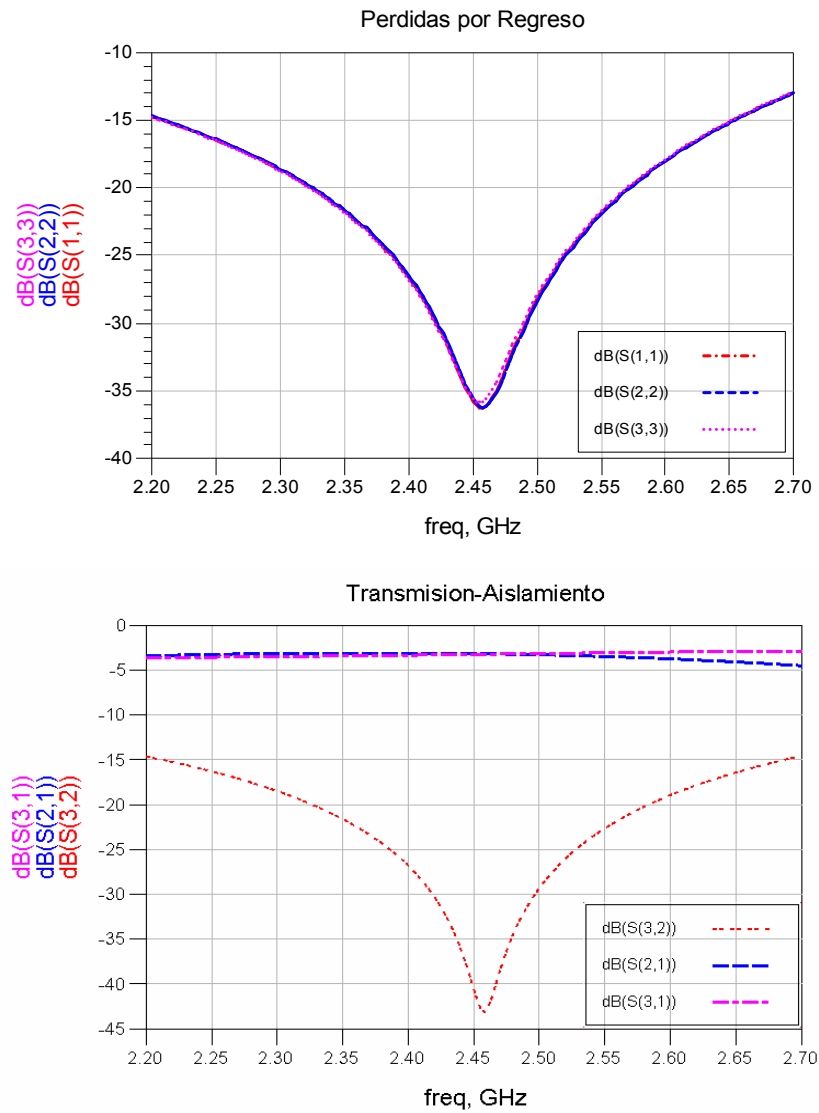 Perdidas por Regreso
-10
-15
-20
-25
-30
-35
-40
dB(S(3,3))
dB(S(2,2))
dB(S(1,1))
dB(S(1,1))
dB(S(2,2))
dB(S(3,3))
2.20 2.25 2.30 2.35 2.40 2.45 2.50 2.55 2.60 2.65 2.70
freq, GHz
Transmision-Aislamiento
0
-5
-10
-15
-20
-25
-30
-35
-40
-45
dB(S(3,1))
dB(S(2,1))
dB(S(3,2))
dB(S(3,2))
dB(S(2,1))
dB(S(3,1))
2.20 2.25 2.30 2.35 2.40 2.45 2.50 2.55 2.60 2.65 2.70
freq, GHz